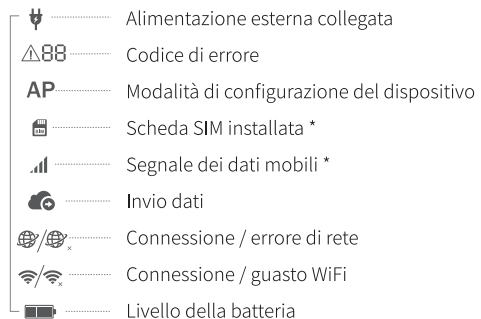 Alimentazione esterna collegata
88 Codice di errore
AP Modalità di configurazione del dispositivo
Scheda SIM installata *
Segnale dei dati mobili *
Invio dati
/ Connessione / errore di rete
/ Connessione / guasto WiFi
Livello della batteria